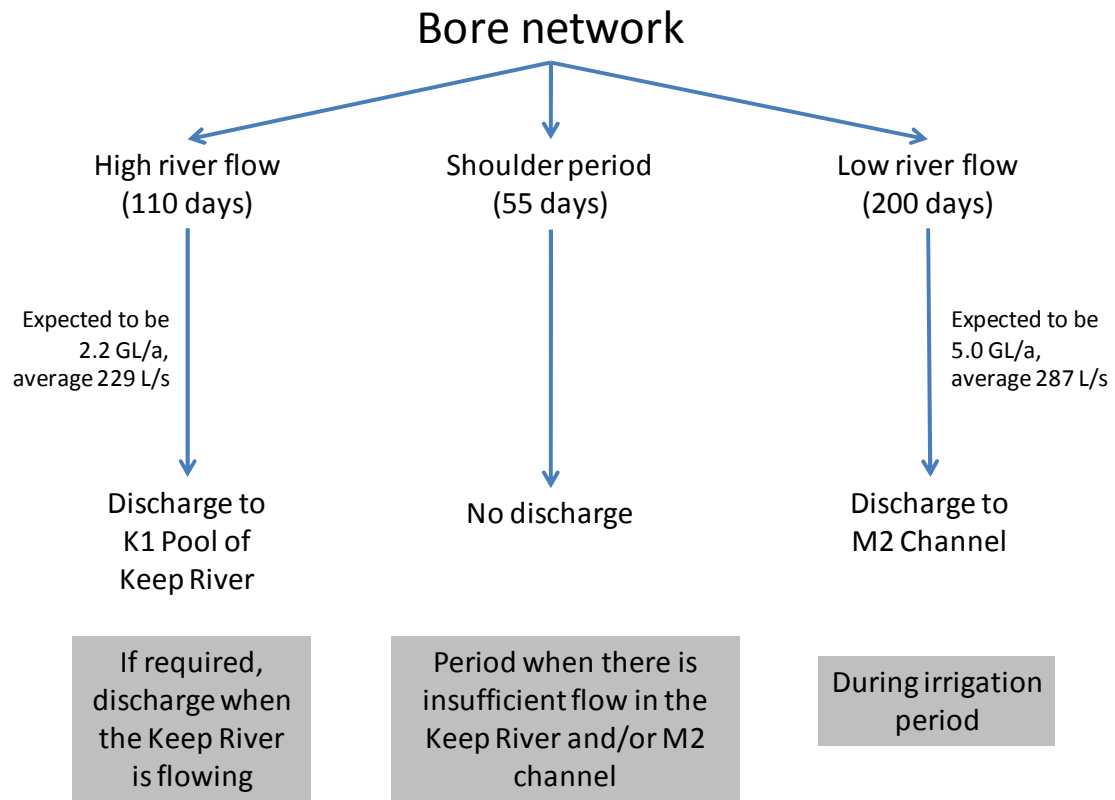 Bore network
High river flow
(110 days)
Shoulder period
(55 days)
Low river flow
(200 days)
Expected to be
2.2 GL/a,
average 229 L/s
Expected to be
5.0 GL/a,
average 287 L/s
Discharge to
K1 Pool of
Keep River
No discharge
Discharge to
M2 Channel
If required,
discharge when
the Keep River
is flowing
Period when there is
insufficient flow in the
Keep River and/or M2
channel
During irrigation
period